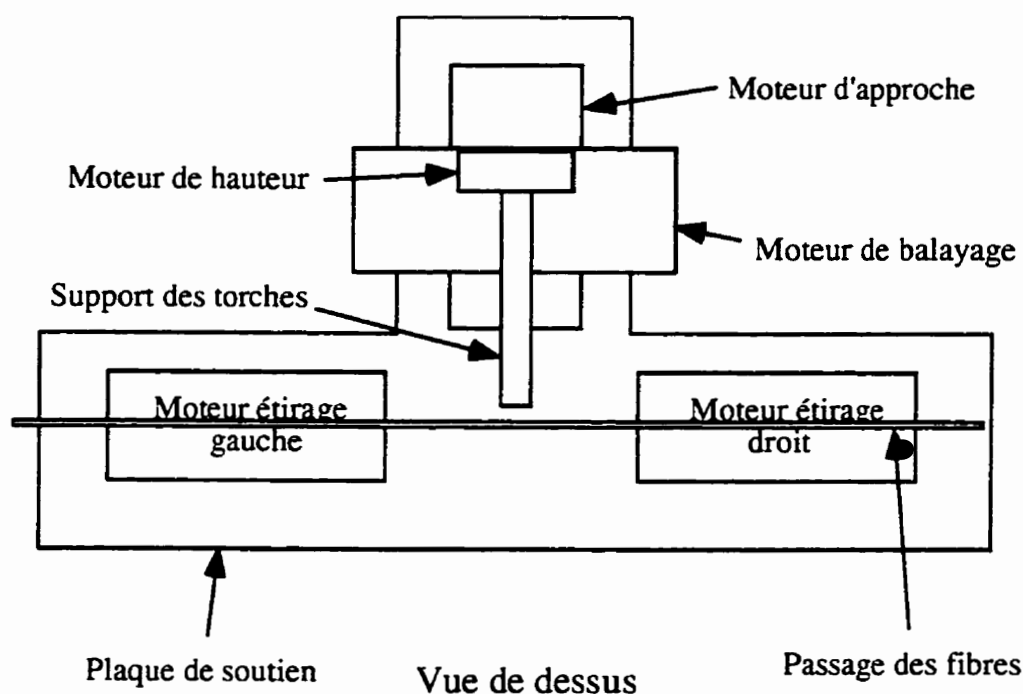 Moteur d'approche
Moteur de hauteur
Moteur de balayage
Support des torches
Moteur étirage
gauche
Moteur étirage
droit
Plaque de soutien
Vue de dessus
Passage des fibres